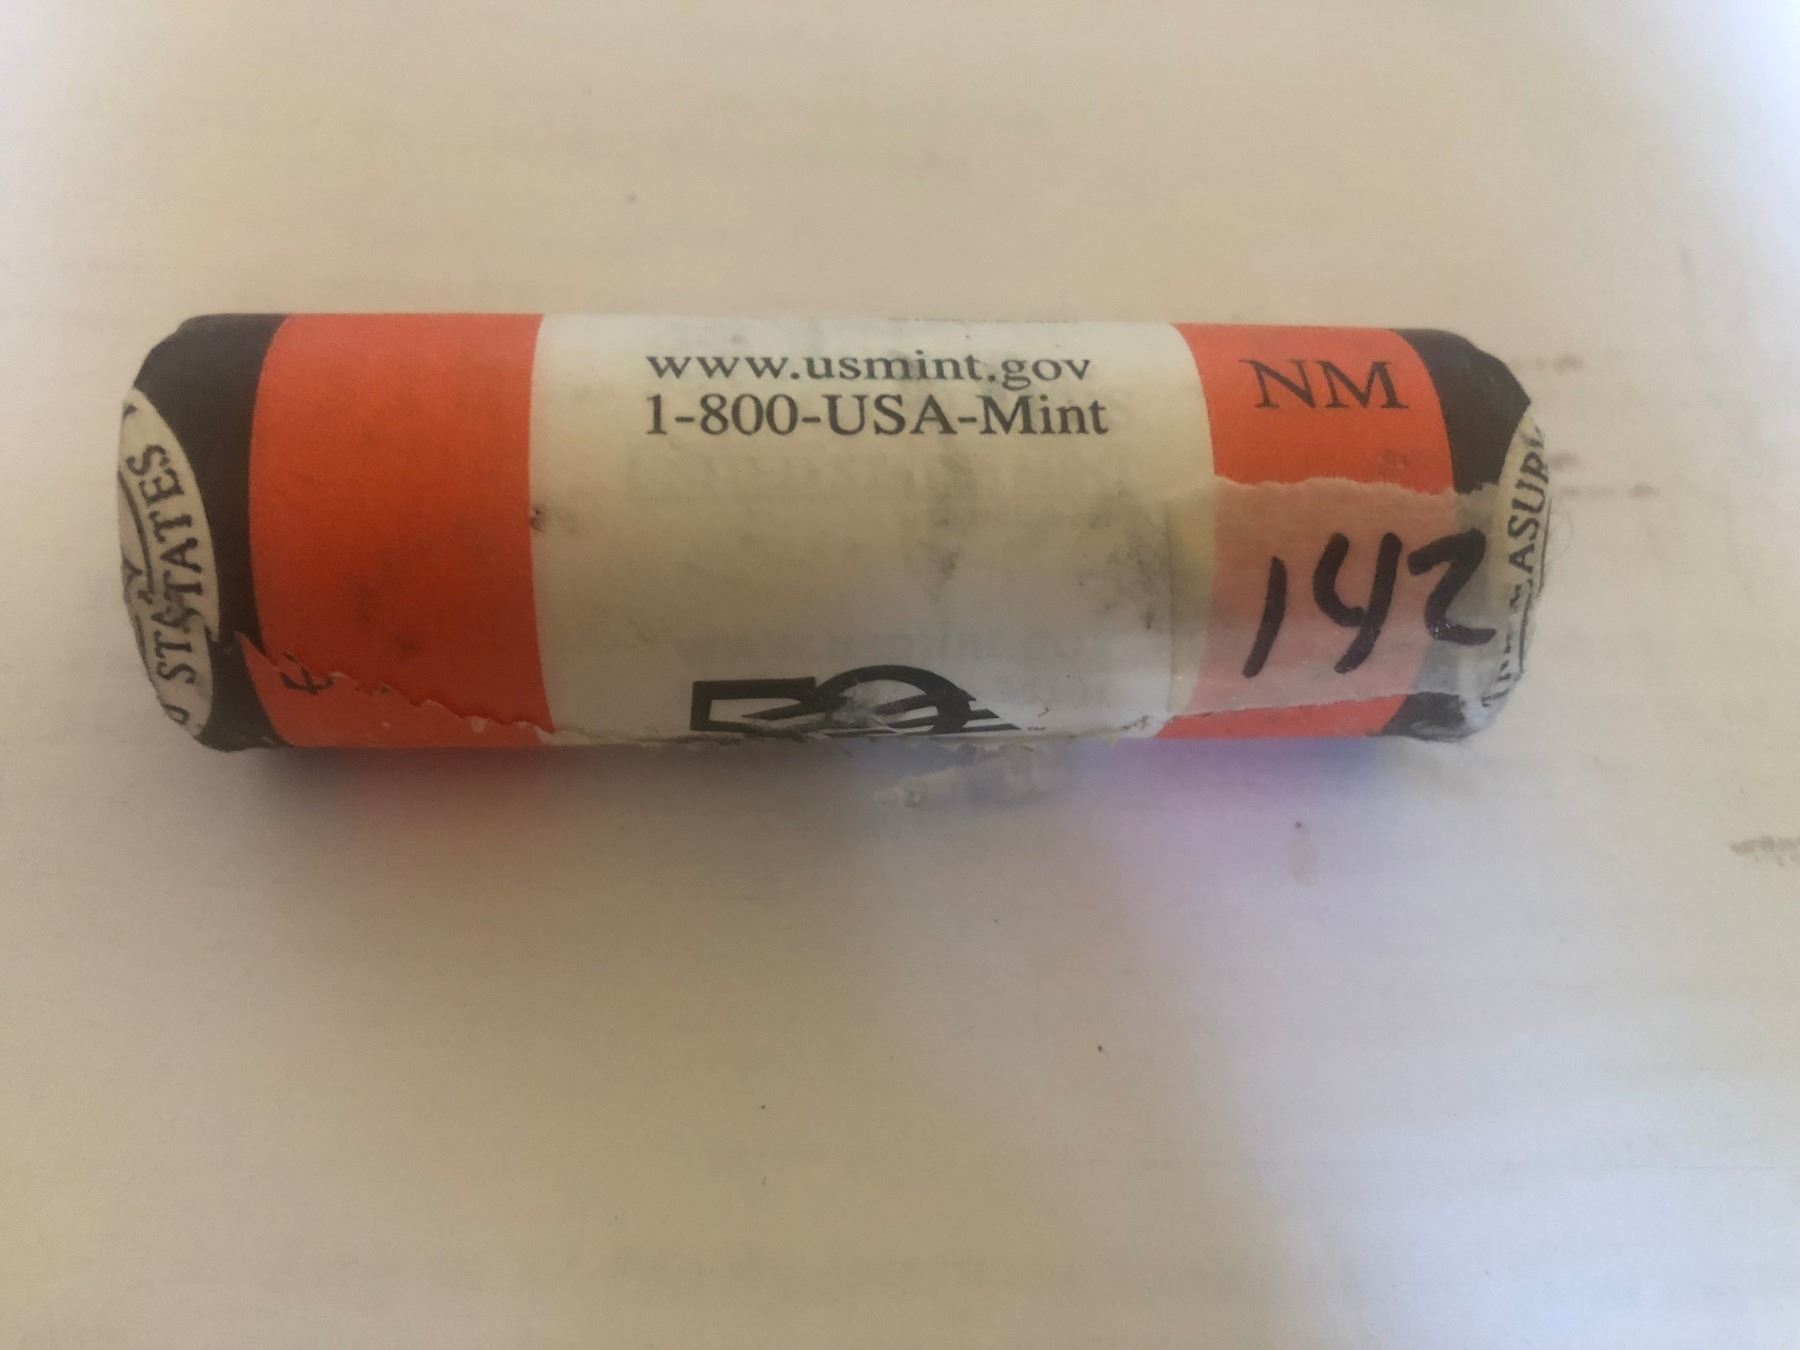 www.usmint.gov
1-800-USA-Mint
NM
142
STATES